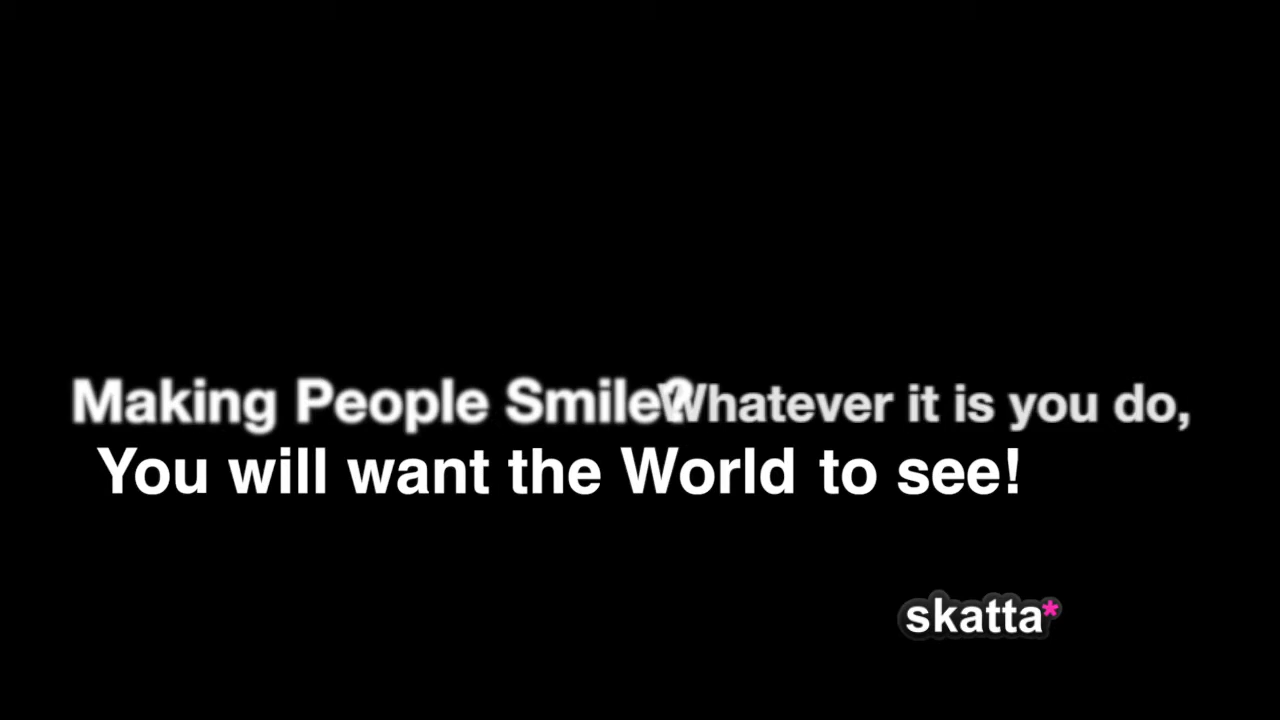 Making People Smile? Whatever it is you do,
You will want the World to see!
skatta*